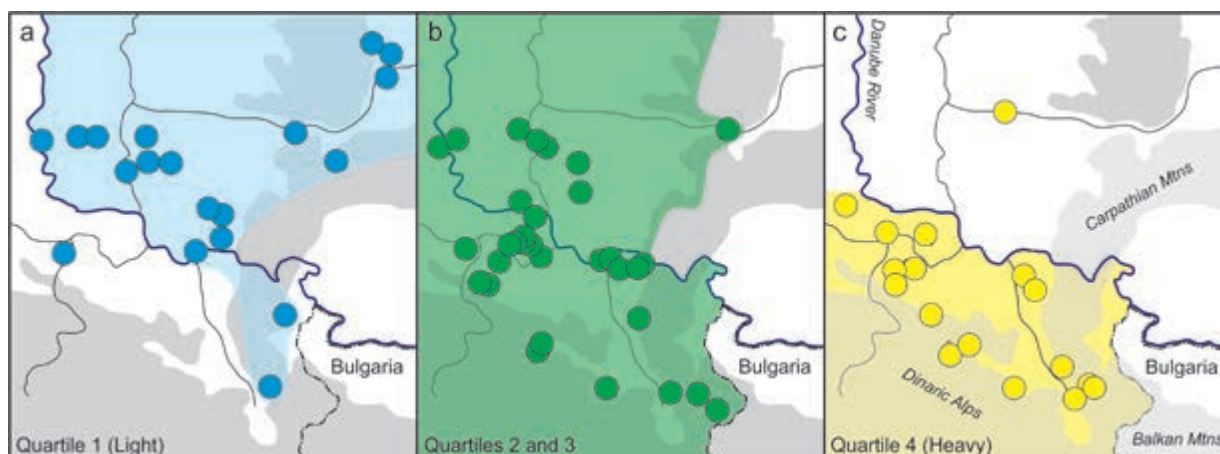 a
Bulgaria
Quartile 1 (Light)
b
Bulgaria
Quartiles 2 and 3
c
Danube River
Carpathian Mtns
Bulgaria
Dinaric Alps
Balkan Mtns
Quartile 4 (Heavy)